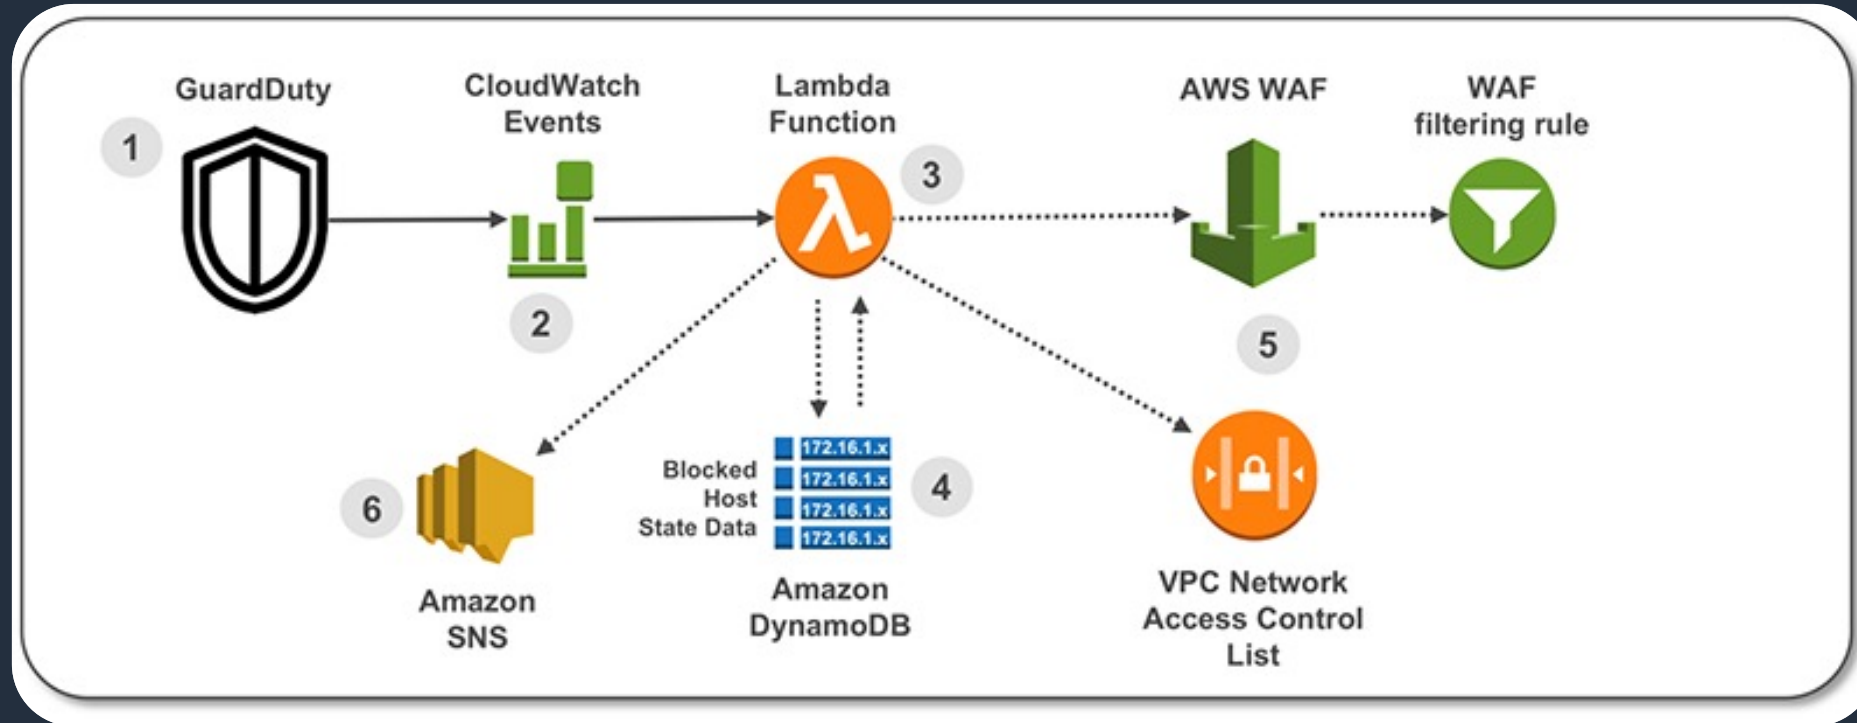 GuardDuty
1
CloudWatch
Events
2
Lambda
Function
3
AWS WAF
WAF
filtering rule
5
6
Amazon
SNS
Blocked
Host
State Data
172.16.1.x
172.16.1.x
172.16.1.x
172.16.1.x
4
Amazon
DynamoDB
VPC Network
Access Control
List